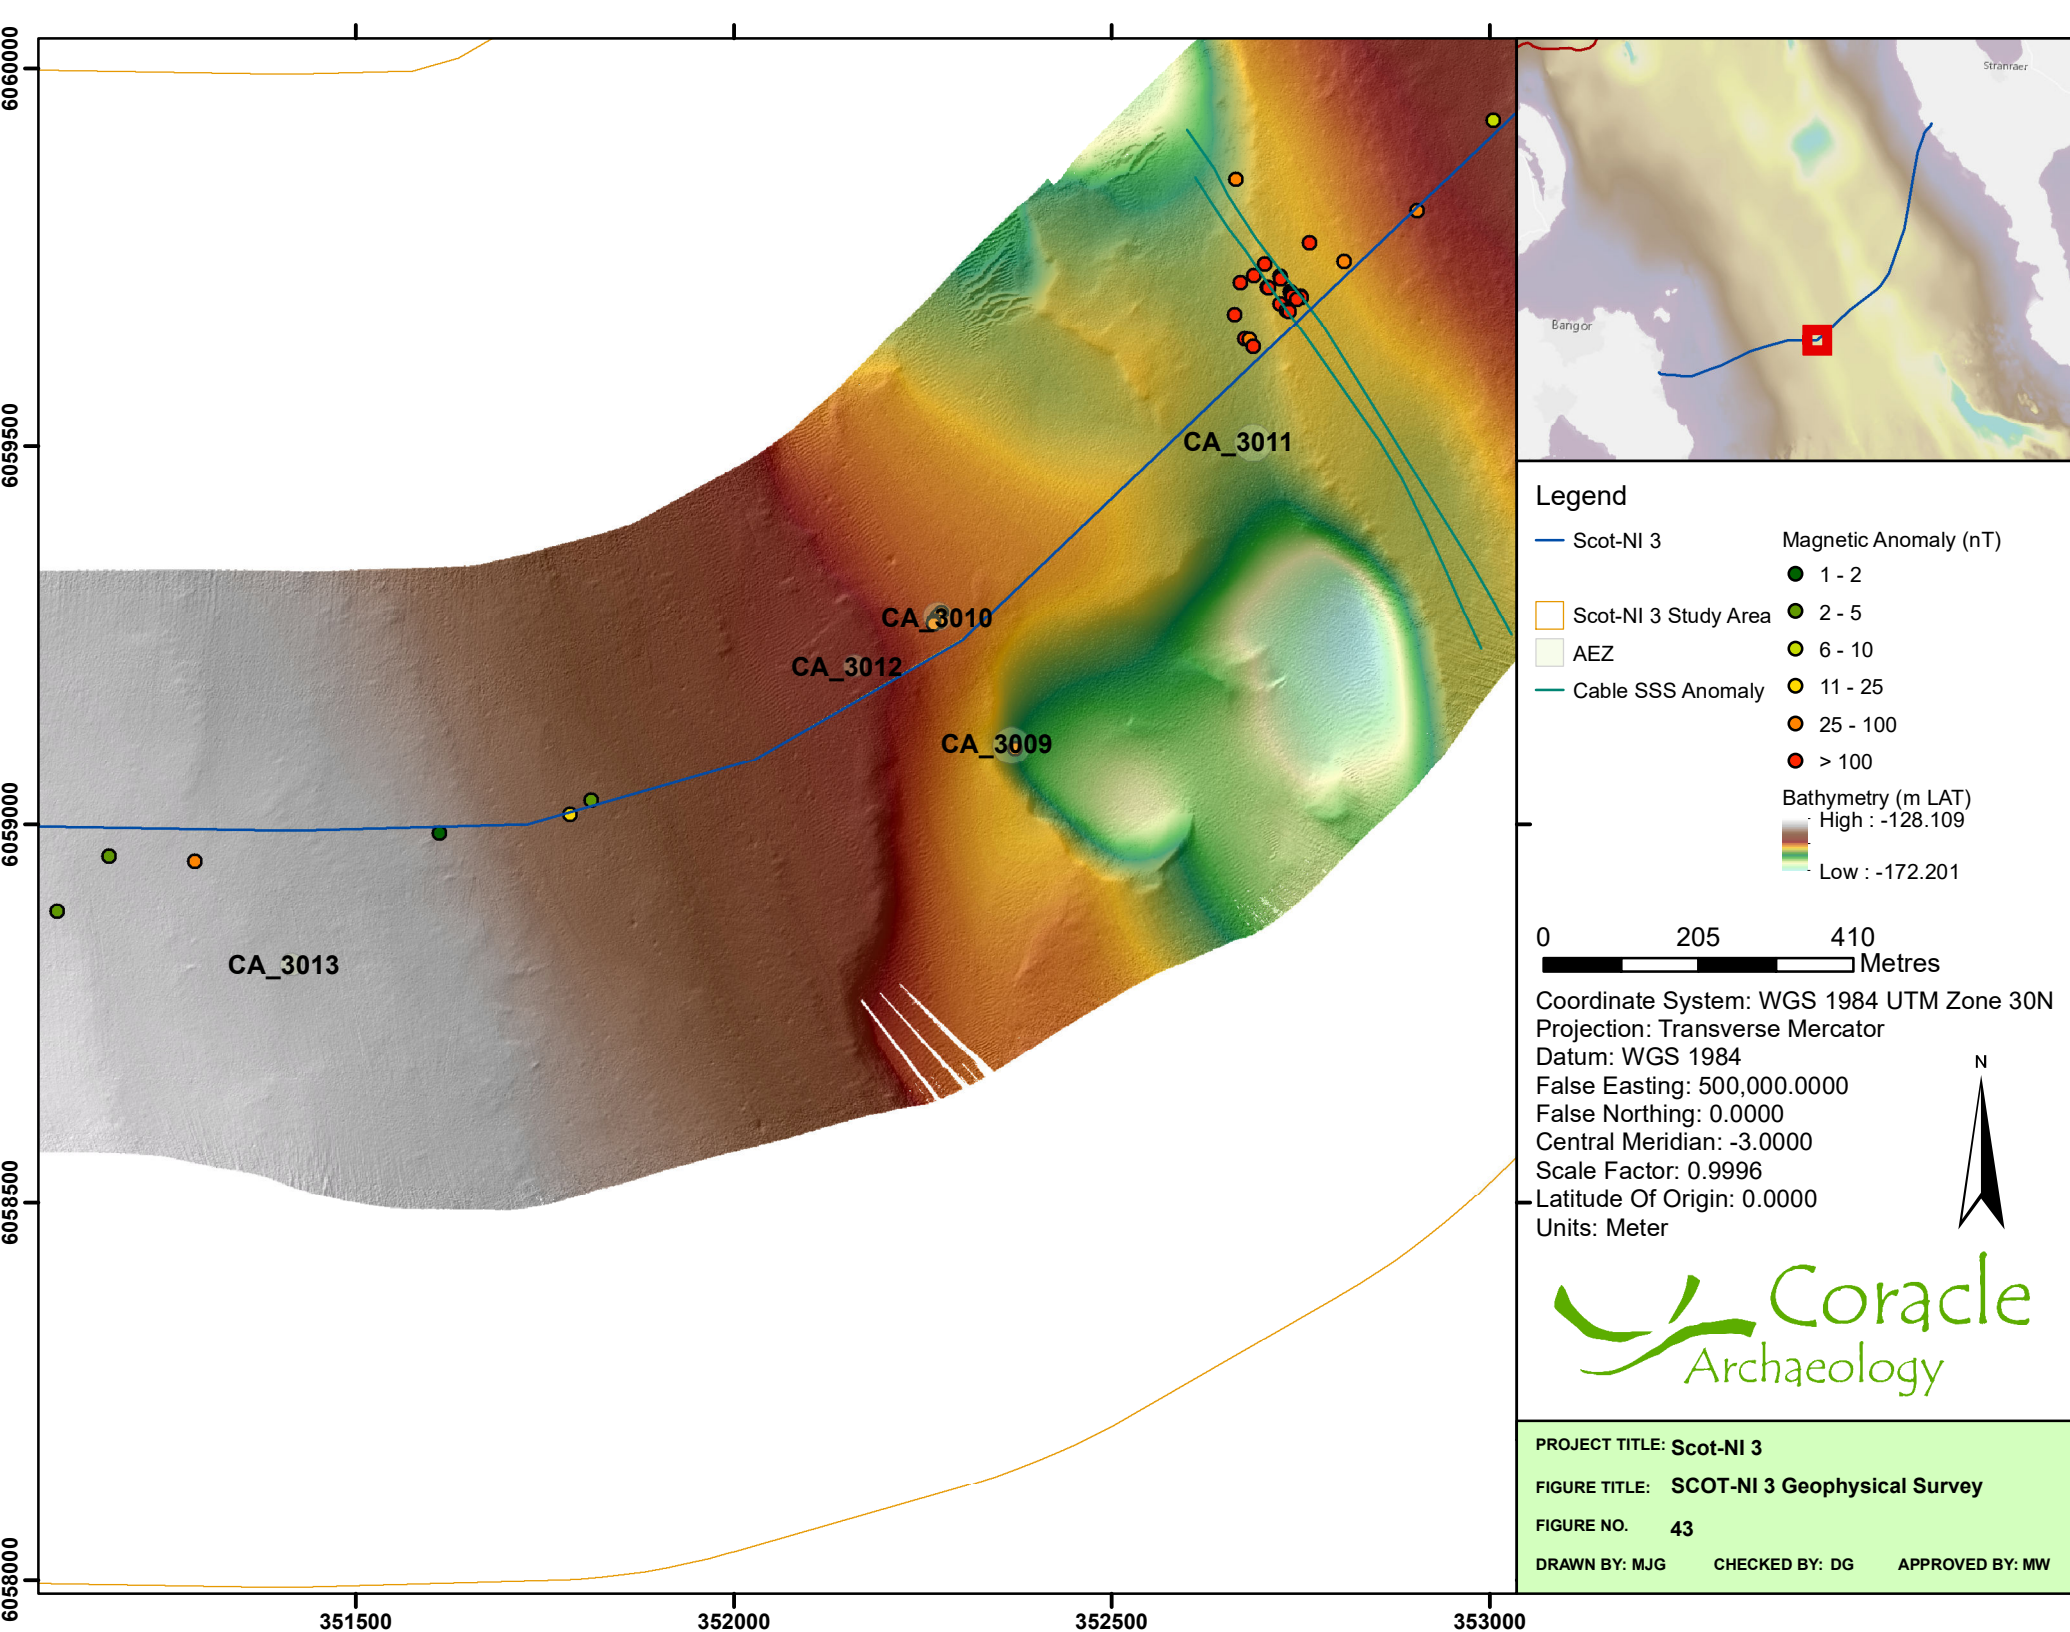 6060000
6059500
6059000
6058500
6058000
351500
352000
352500
353000
CA_3011
CA_3010
CA_3012
CA_3009
CA_3013
Stranraer
Bangor
Legend
Scot-NI 3
Scot-NI 3 Study Area
AEZ
Cable SSS Anomaly
Magnetic Anomaly (nT)
1 - 2
2 - 5
6 - 10
11 - 25
25 - 100
> 100
Bathymetry (m LAT)
High : -128.109
Low : -172.201
0 205 410
Metres
Coordinate System: WGS 1984 UTM Zone 30N
Projection: Transverse Mercator
Datum: WGS 1984
False Easting: 500,000.0000
False Northing: 0.0000
Central Meridian: -3.0000
Scale Factor: 0.9996
Latitude Of Origin: 0.0000
Units: Meter
N
Coracle
Archaeology
PROJECT TITLE: Scot-NI 3
FIGURE TITLE: SCOT-NI 3 Geophysical Survey
FIGURE NO. 43
DRAWN BY: MJG CHECKED BY: DG APPROVED BY: MW